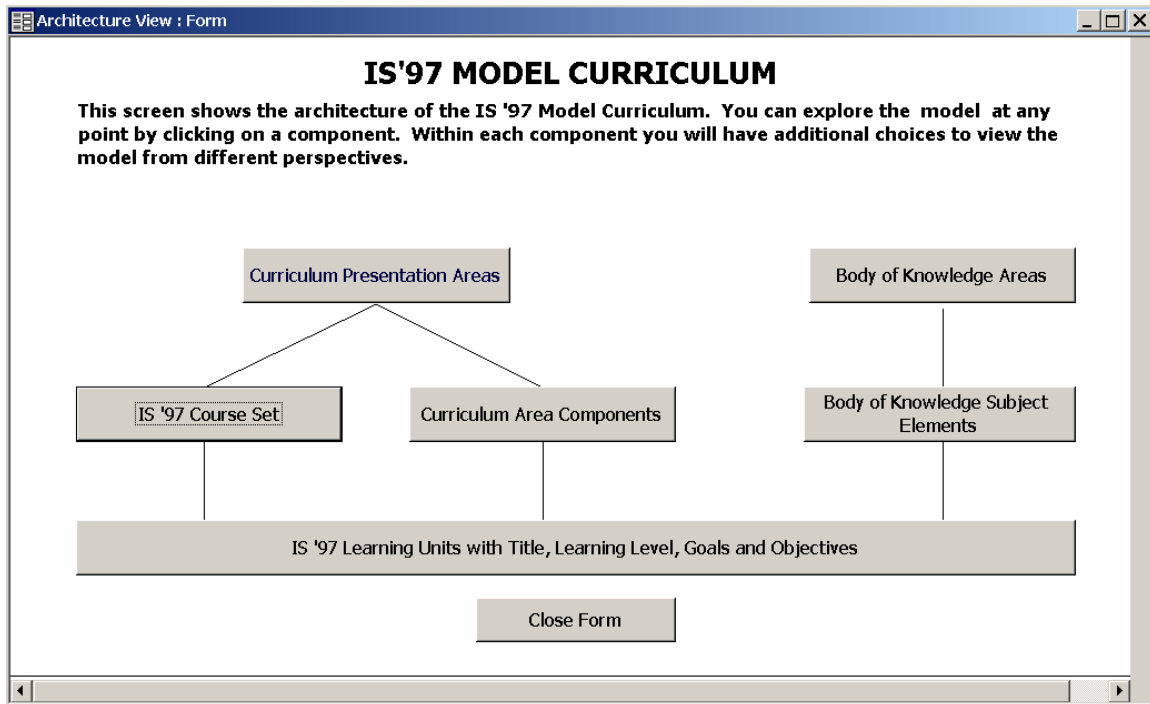 Architecture View : Form
IS'97 MODEL CURRICULUM
This screen shows the architecture of the IS '97 Model Curriculum.  You can explore the  model  at any
point by clicking on a component.  Within each component you will have additional choices to view the
model from different perspectives.
Curriculum Presentation Areas
Body of Knowledge Areas
IS '97 Course Set
Curriculum Area Components
Body of Knowledge Subject
Elements
IS '97 Learning Units with Title, Learning Level, Goals and Objectives
Close Form